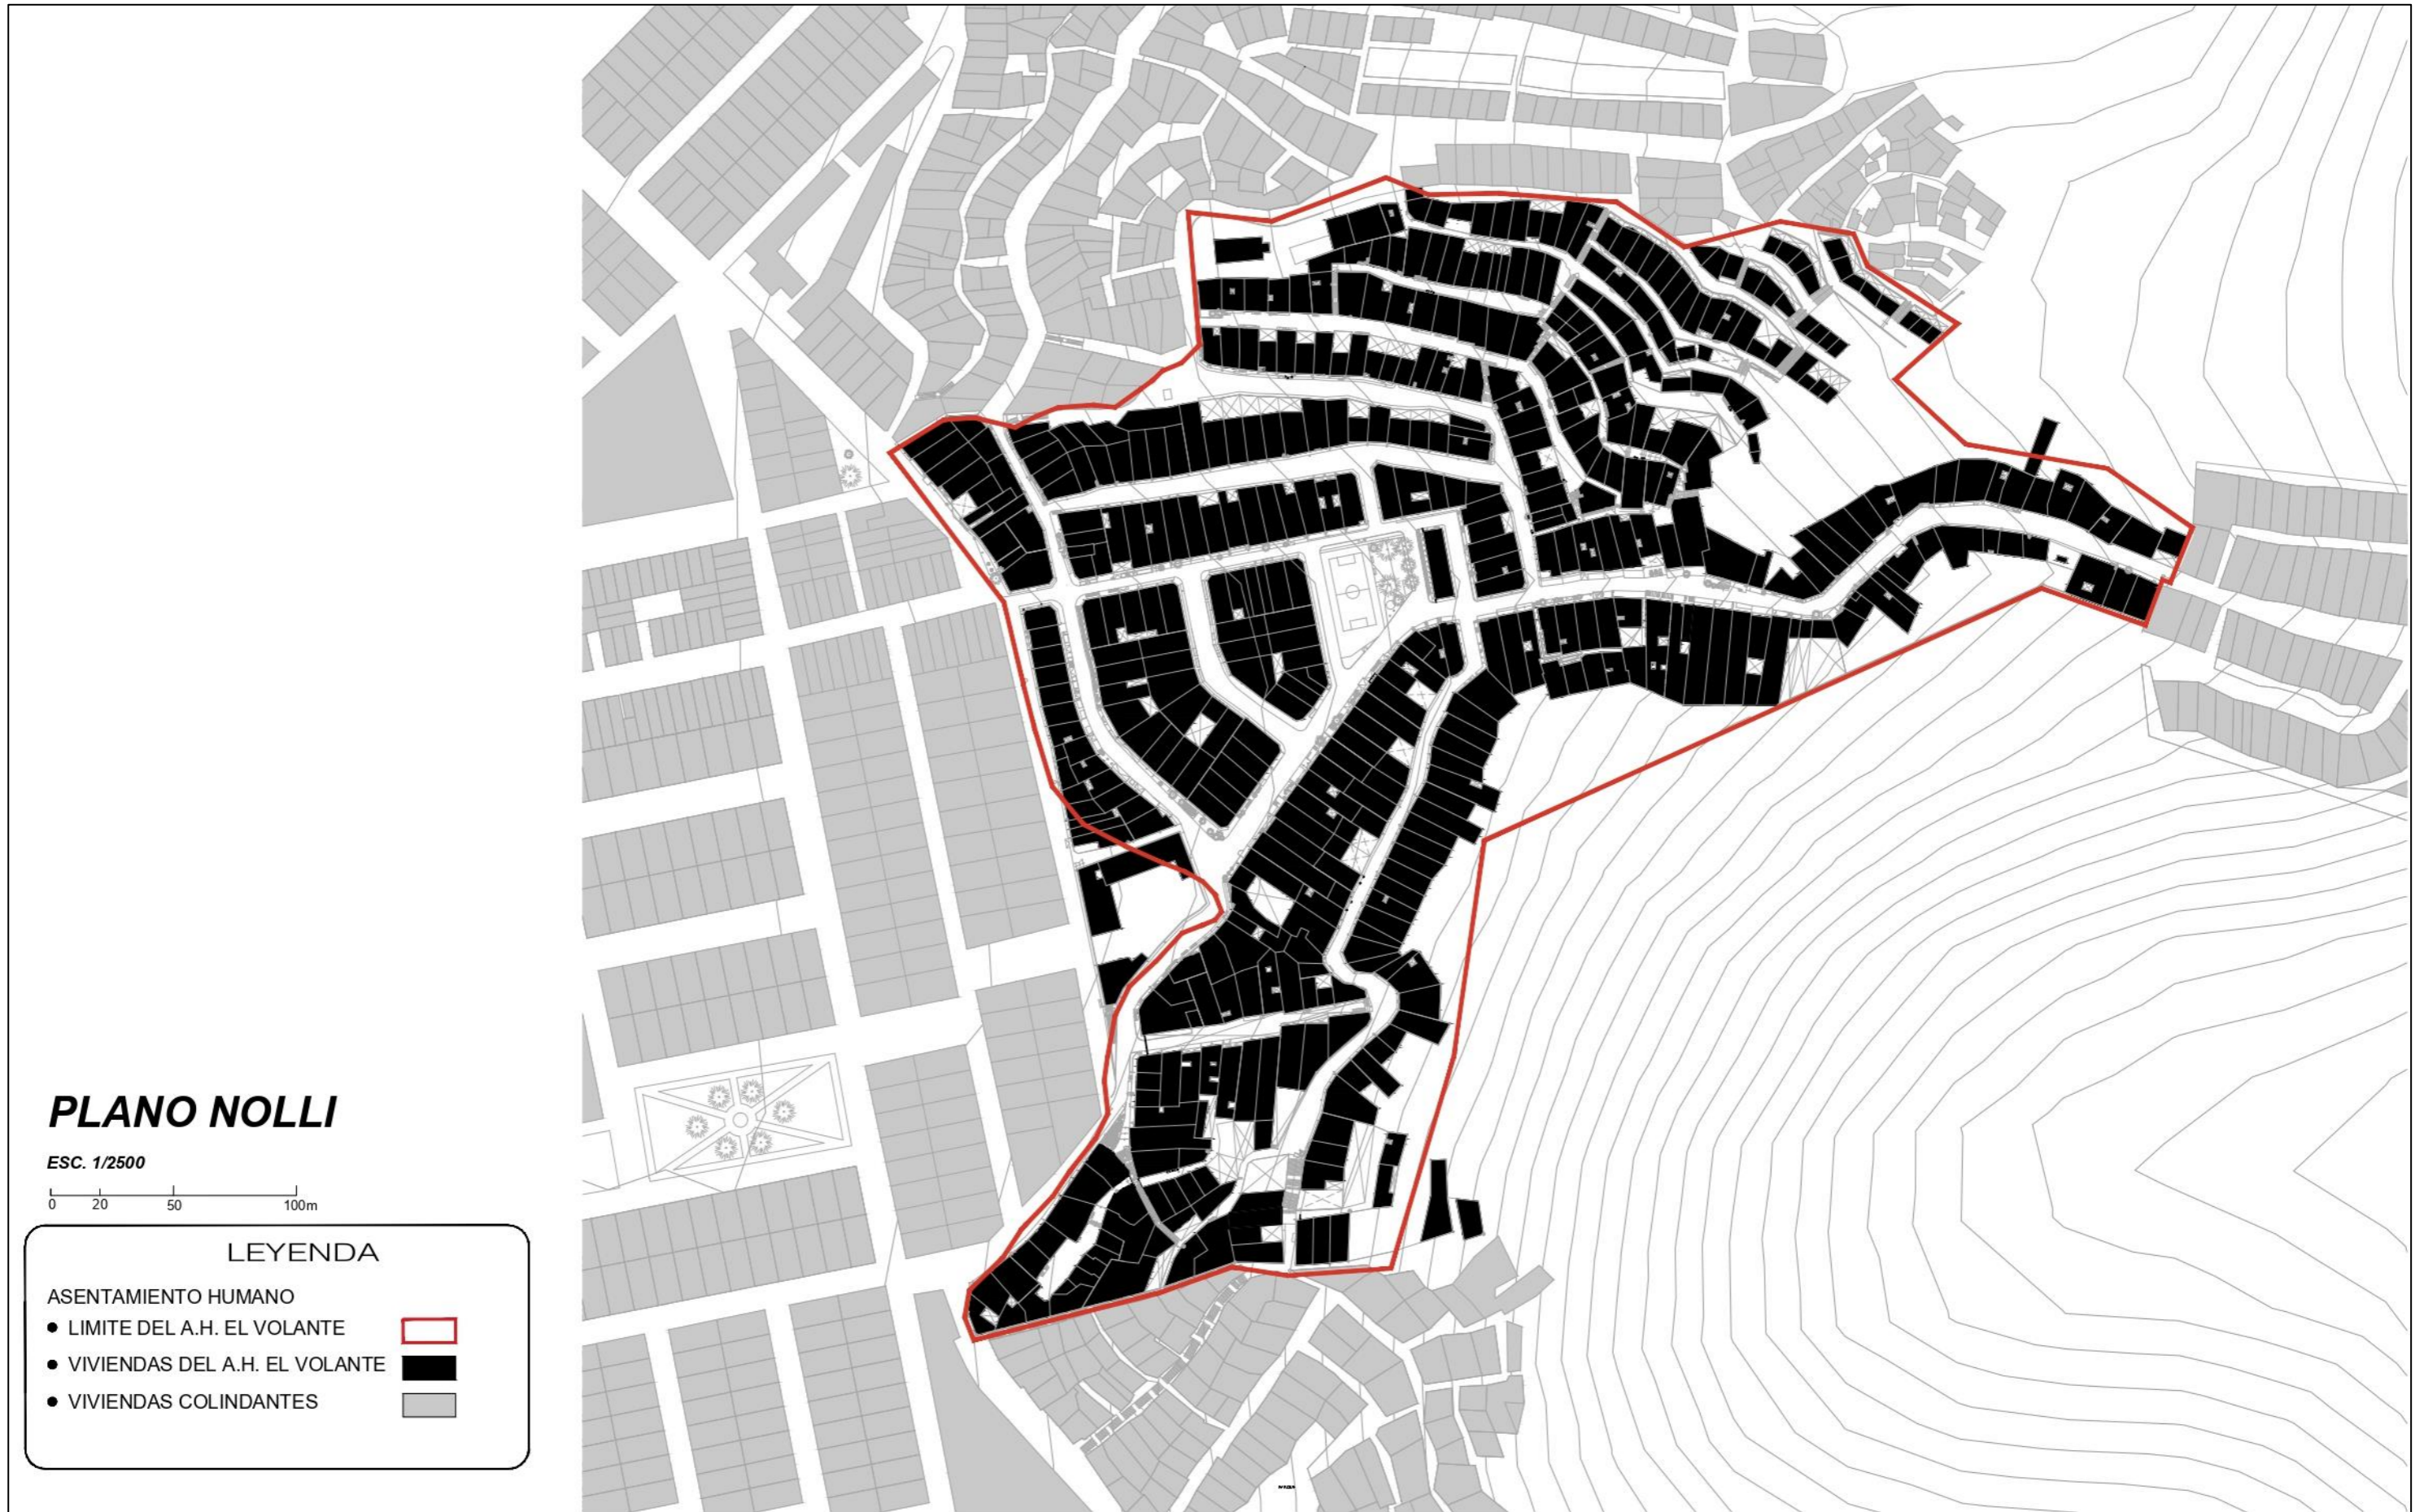 PLANO NOLLI
ESC. 1/2500
0 20 50 100m
LEYENDA
ASENTAMIENTO HUMANO
• LIMITE DEL A.H. EL VOLANTE
• VIVIENDAS DEL A.H. EL VOLANTE
• VIVIENDAS COLINDANTES